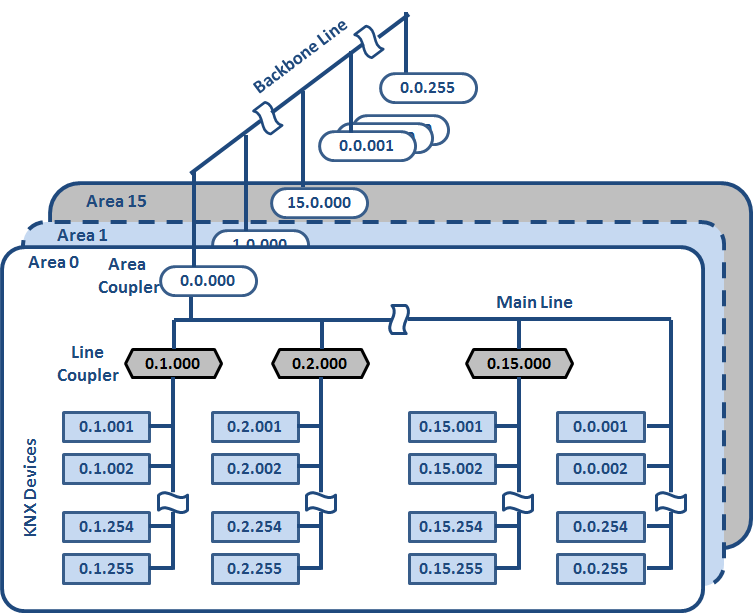 Backbone Line
0.0.255
0.0.001
Area 15
15.0.000
Area 1
1.0.000
Area 0
Area
Coupler
0.0.000
Main Line
Line
Coupler
0.1.000
0.2.000
0.15.000
KNX Devices
0.1.001
0.2.001
0.15.001
0.0.001
0.1.002
0.2.002
0.15.002
0.0.002
0.1.254
0.2.254
0.15.254
0.0.254
0.1.255
0.2.255
0.15.255
0.0.255